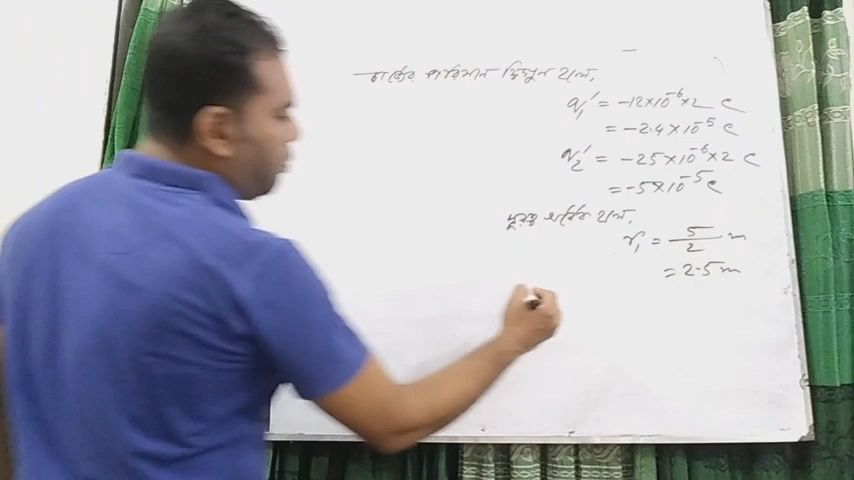 চার্জের পরিমান দ্বিগুন হলে,
q₁′ = -12×10⁻⁶×2 C
= -2.4×10⁻⁵ C
q₂′ = -25×10⁻⁶×2 C
= -5×10⁻⁵ C
দূরত্ব অর্ধেক হলে,
r₁ = 5/2 m
= 2.5 m